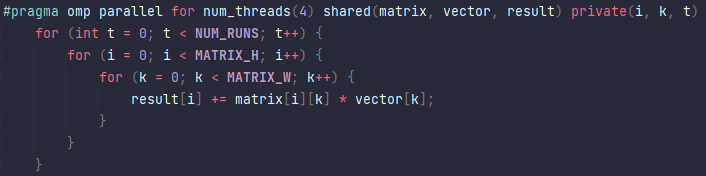 #pragma omp parallel for num_threads(4) shared(matrix, vector, result) private(i, k, t)
    for (int t = 0; t < NUM_RUNS; t++) {
        for (i = 0; i < MATRIX_H; i++) {
            for (k = 0; k < MATRIX_W; k++) {
                result[i] += matrix[i][k] * vector[k];
            }
        }
    }